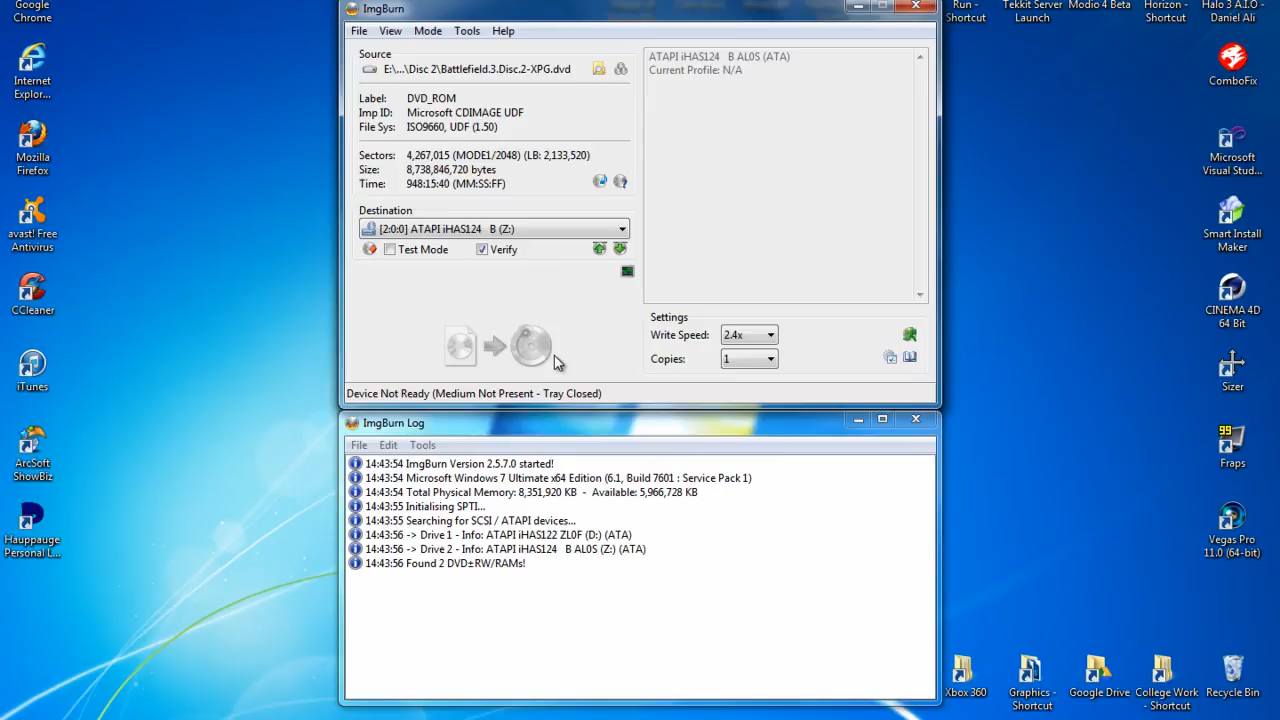 Google
Chrome
Internet
Explor...
Mozilla
Firefox
avast! Free
Antivirus
CCleaner
iTunes
ArcSoft
ShowBiz
Hauppauge
Personal L...
ImgBurn
File View Mode Tools Help
Source
E:\...\Disc 2\Battlefield.3.Disc.2-XPG.dvd
Label: DVD_ROM
Imp ID: Microsoft CDIMAGE UDF
File Sys: ISO9660, UDF (1.50)
Sectors: 4,267,015 (MODE1/2048) (LB: 2,133,520)
Size: 8,738,846,720 bytes
Time: 948:15:40 (MM:SS:FF)
Destination
[2:0:0] ATAPI iHAS124 B (Z:)
Test Mode Verify
ATAPI iHAS124 B AL0S (ATA)
Current Profile: N/A
Settings
Write Speed: 2.4x
Copies: 1
Device Not Ready (Medium Not Present - Tray Closed)
ImgBurn Log
File Edit Tools
14:43:54 ImgBurn Version 2.5.7.0 started!
14:43:54 Microsoft Windows 7 Ultimate x64 Edition (6.1, Build 7601 : Service Pack 1)
14:43:54 Total Physical Memory: 8,351,920 KB - Available: 5,966,728 KB
14:43:55 Initialising SPTI...
14:43:55 Searching for SCSI / ATAPI devices...
14:43:56 -> Drive 1 - Info: ATAPI iHAS122 ZL0F (D:) (ATA)
14:43:56 -> Drive 2 - Info: ATAPI iHAS124 B AL0S (Z:) (ATA)
14:43:56 Found 2 DVD±RW/RAMs!
Run -
Shortcut
Tekkit Server
Launch
Modio 4 Beta
Horizon -
Shortcut
Halo 3 A.I.O -
Daniel Ali
ComboFix
Microsoft
Visual Stud...
Smart Install
Maker
CINEMA 4D
64 Bit
Sizer
99
Fraps
Vegas Pro
11.0 (64-bit)
Xbox 360
Graphics -
Shortcut
Google Drive
College Work
- Shortcut
Recycle Bin